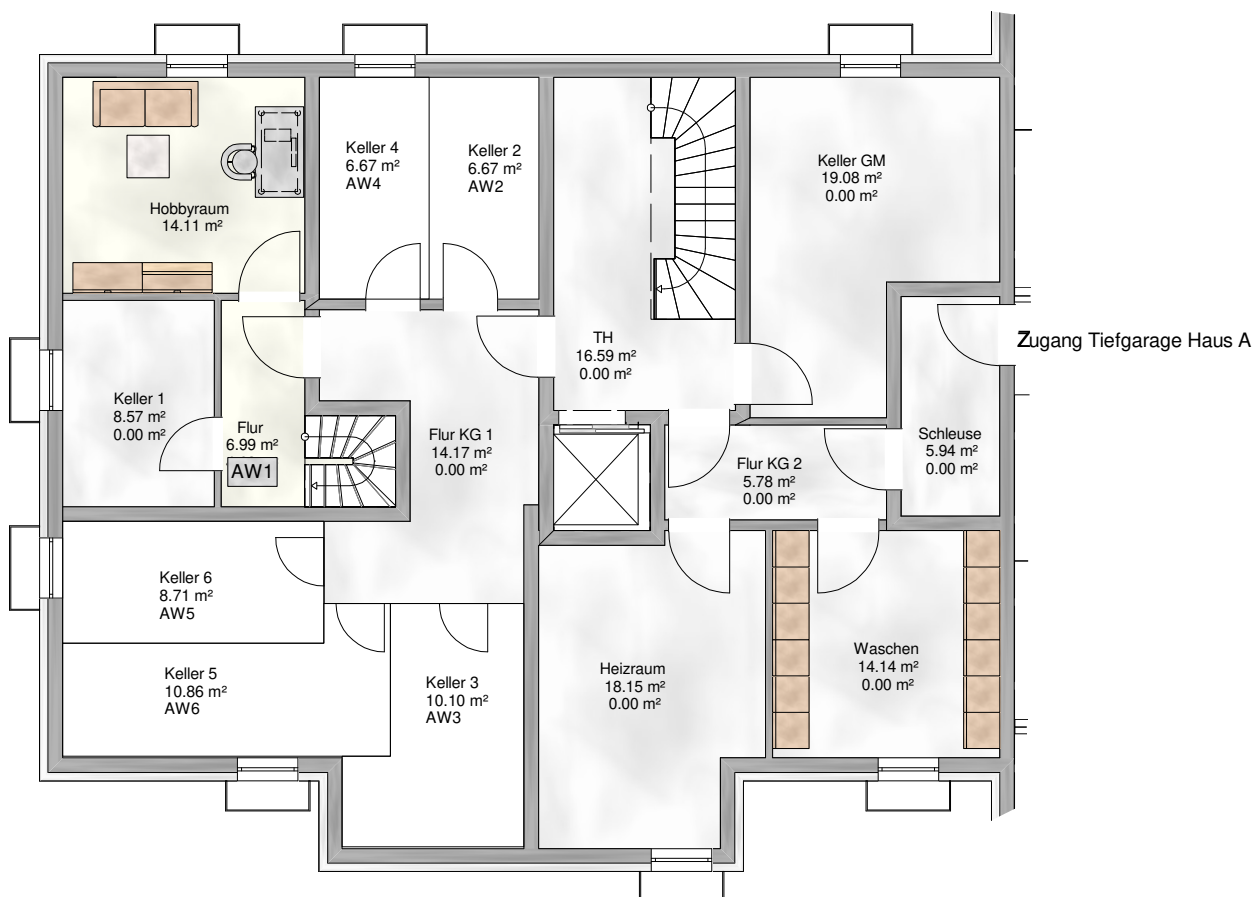 Keller 4
6.67 m²
AW4
Keller 2
6.67 m²
AW2
Keller GM
19.08 m²
0.00 m²
Hobbyraum
14.11 m²
TH
16.59 m²
0.00 m²
Zugang Tiefgarage Haus A
Keller 1
8.57 m²
0.00 m²
Flur
6.99 m²
AW1
Flur KG 1
14.17 m²
0.00 m²
Flur KG 2
5.78 m²
0.00 m²
Schleuse
5.94 m²
0.00 m²
Keller 6
8.71 m²
AW5
Keller 5
10.86 m²
AW6
Keller 3
10.10 m²
AW3
Heizraum
18.15 m²
0.00 m²
Waschen
14.14 m²
0.00 m²